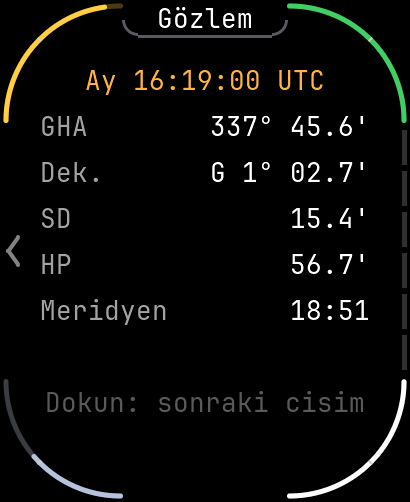 Gözlem
Ay 16:19:00 UTC
GHA 337° 45.6'
Dek. G 1° 02.7'
SD 15.4'
HP 56.7'
Meridyen 18:51
Dokun: sonraki cisim